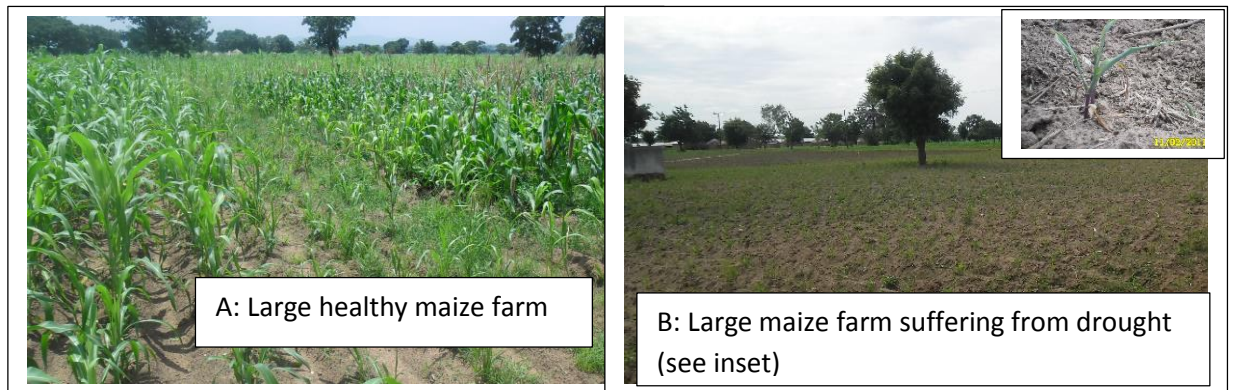 A: Large healthy maize farm
B: Large maize farm suffering from drought
(see inset)